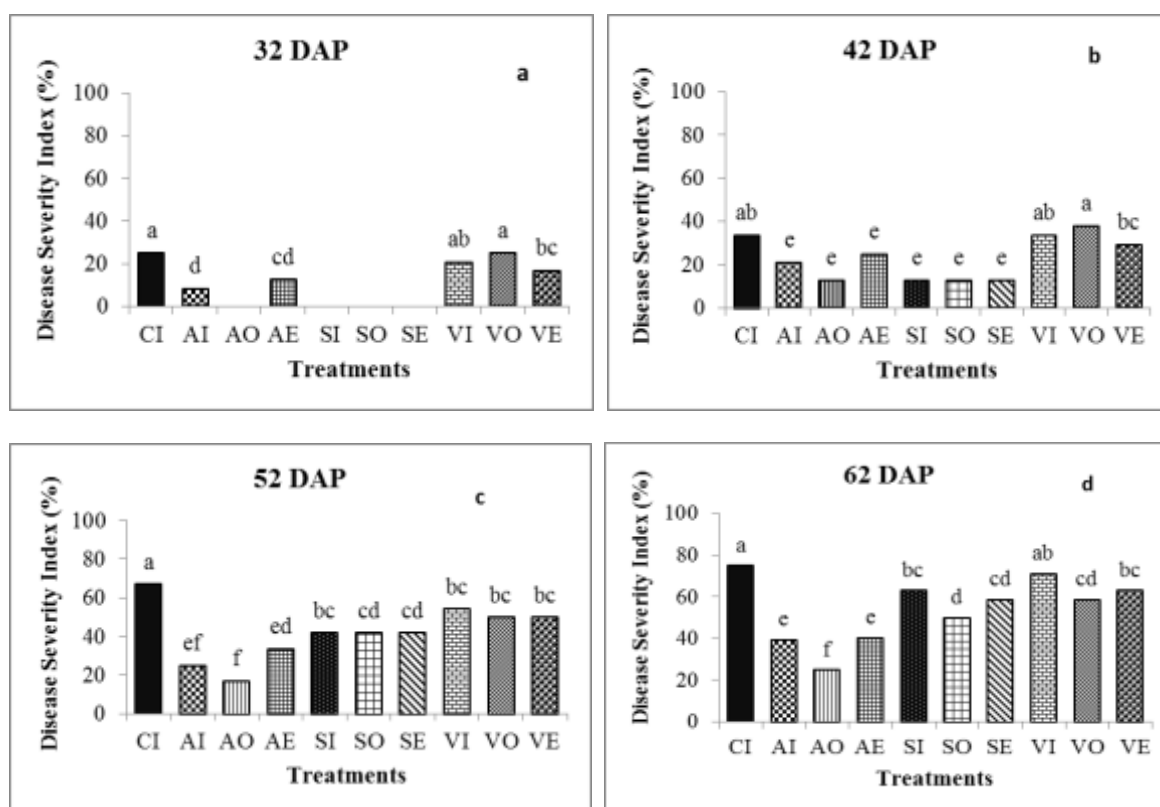 32 DAP
a
Disease Severity Index (%)
100
80
60
40
20
0
a d cd ab a bc
CI AI AO AE SI SO SE VI VO VE
Treatments
42 DAP
b
Disease Severity Index (%)
100
80
60
40
20
0
ab e e e e e e ab a bc
CI AI AO AE SI SO SE VI VO VE
Treatments
52 DAP
c
Disease Severity Index (%)
100
80
60
40
20
0
a ef f ed bc cd cd bc bc bc
CI AI AO AE SI SO SE VI VO VE
Treatments
62 DAP
d
Disease Severity Index (%)
100
80
60
40
20
0
a e f e bc d cd ab cd bc
CI AI AO AE SI SO SE VI VO VE
Treatments